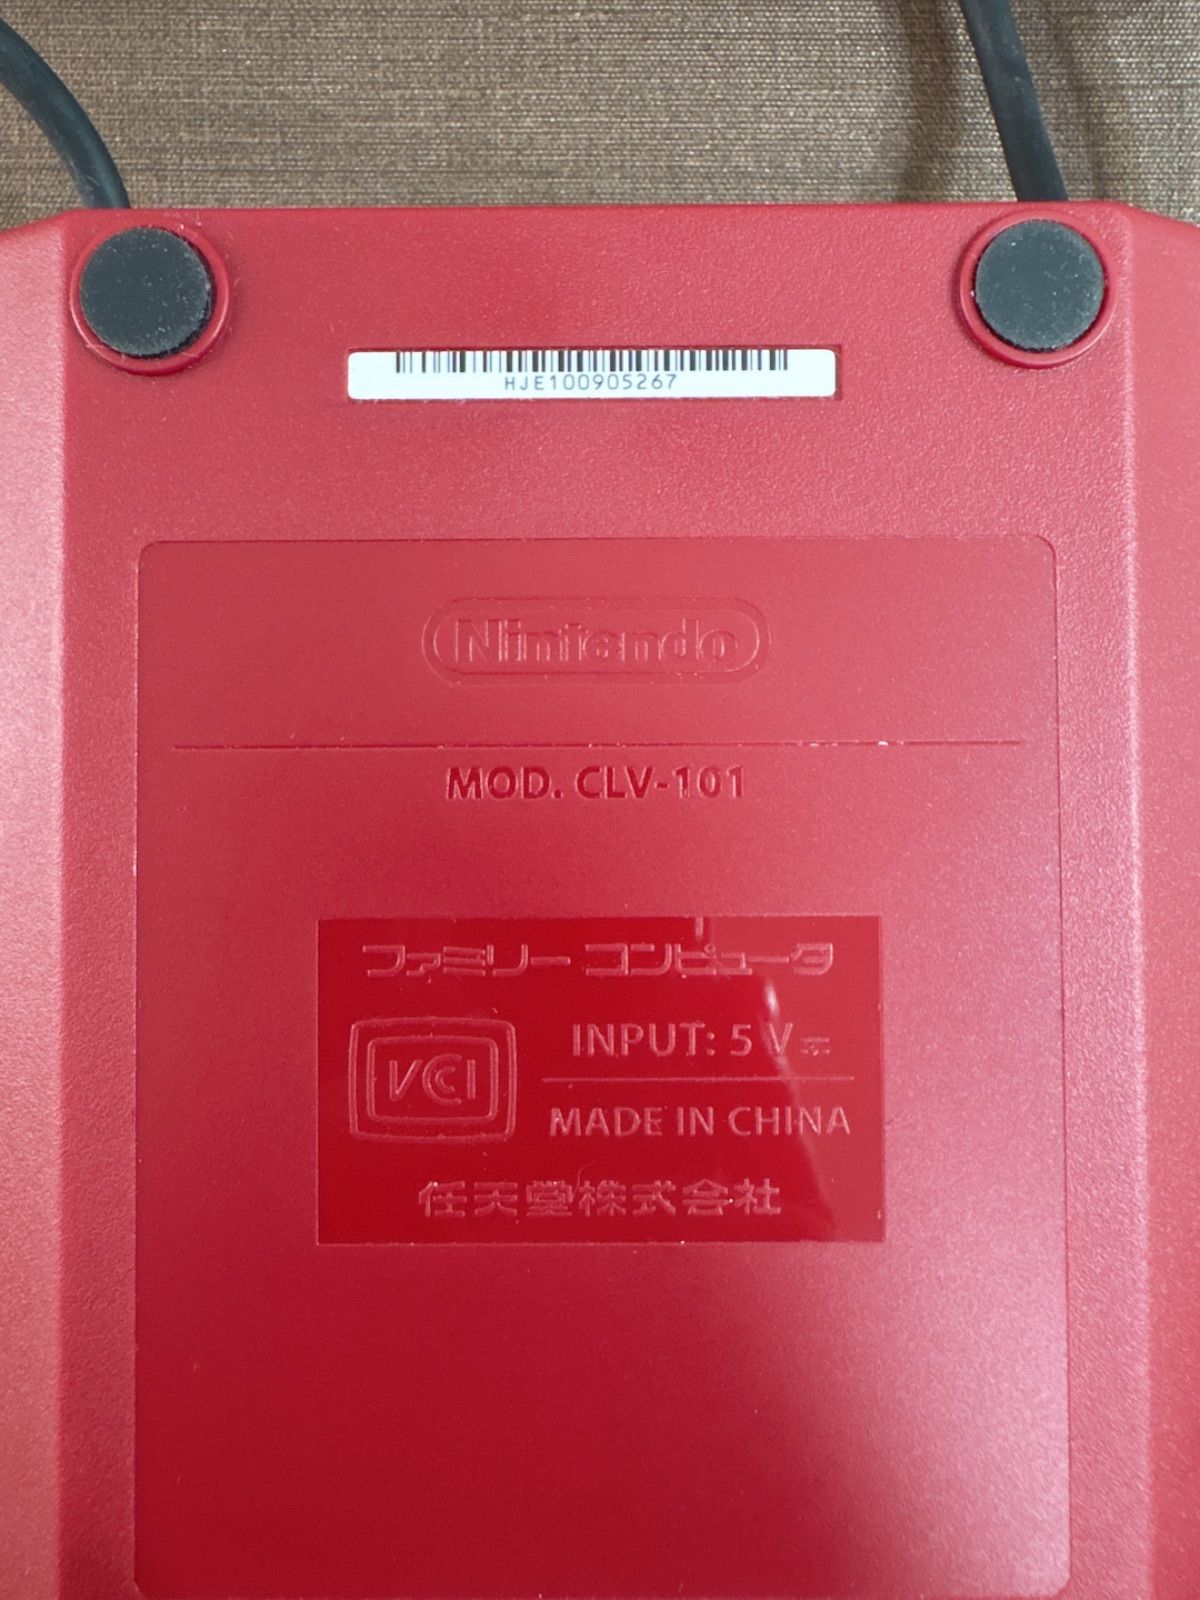 HJE100905267
Nintendo
MOD. CLV-101
ファミリー コンピュータ
VCCI
INPUT: 5 V⎓
MADE IN CHINA
任天堂株式会社